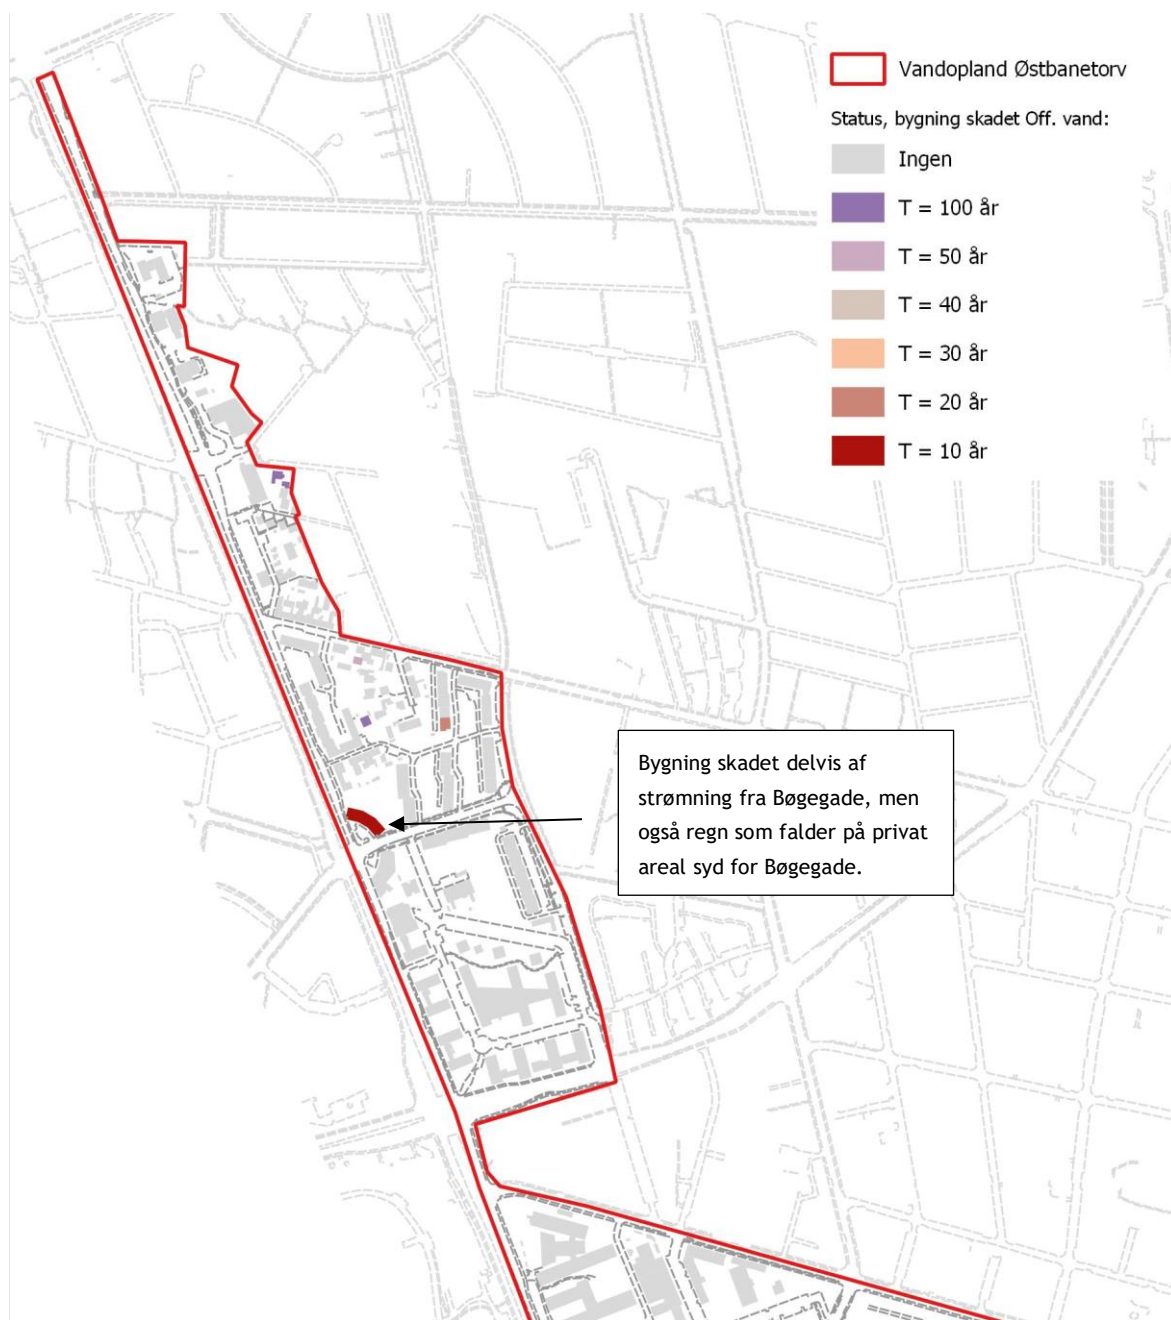 Vandopland Østbanetorv
Status, bygning skadet Off. vand:
Ingen
T = 100 år
T = 50 år
T = 40 år
T = 30 år
T = 20 år
T = 10 år
Bygning skadet delvis af
strømning fra Bøgegade, men
også regn som falder på privat
areal syd for Bøgegade.